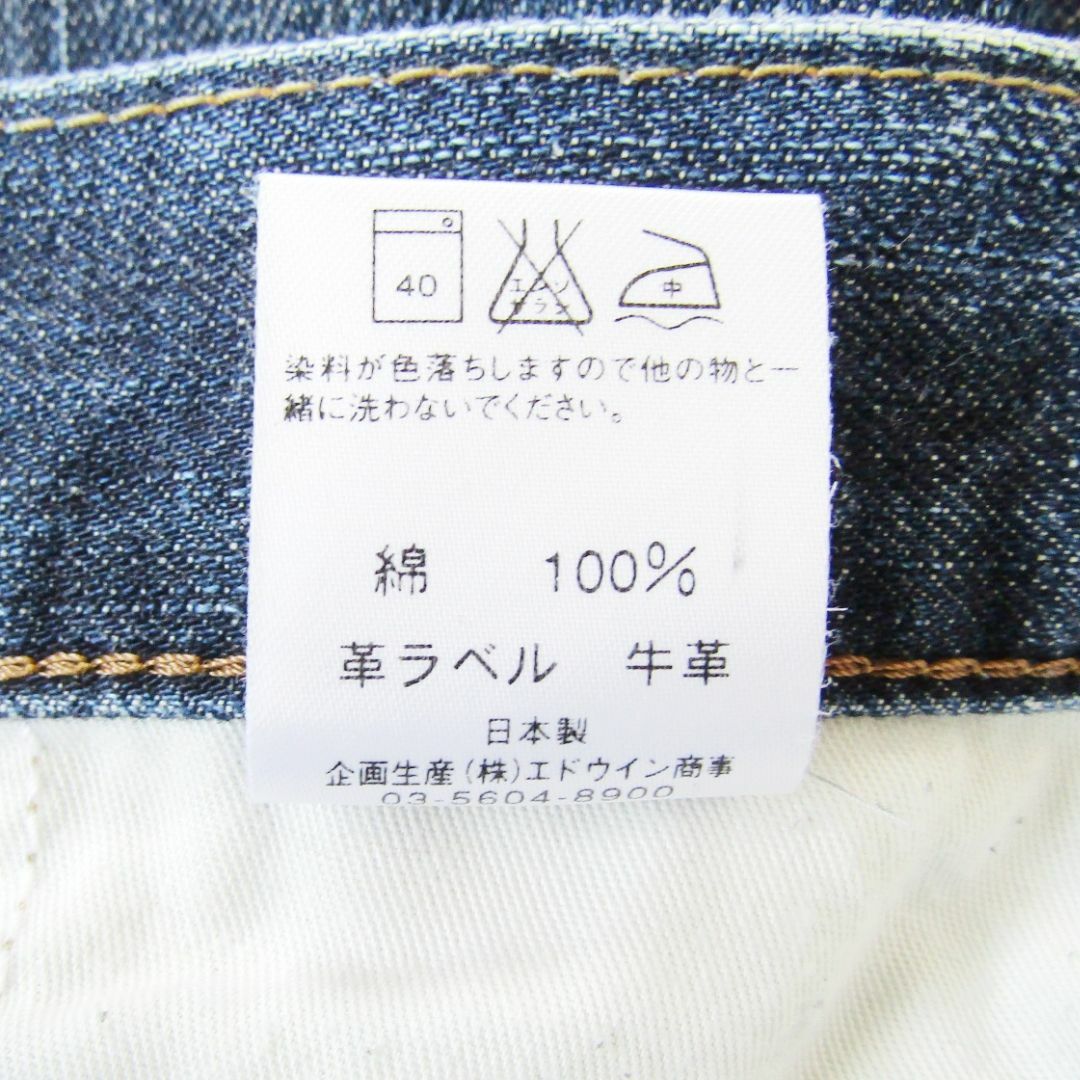 40
エンソ
サラシ
中
染料が色落ちしますので他の物と一
緒に洗わないでください。
綿 100%
革ラベル 牛革
日本製
企画生産(株)エドウイン商事
03-5604-8900